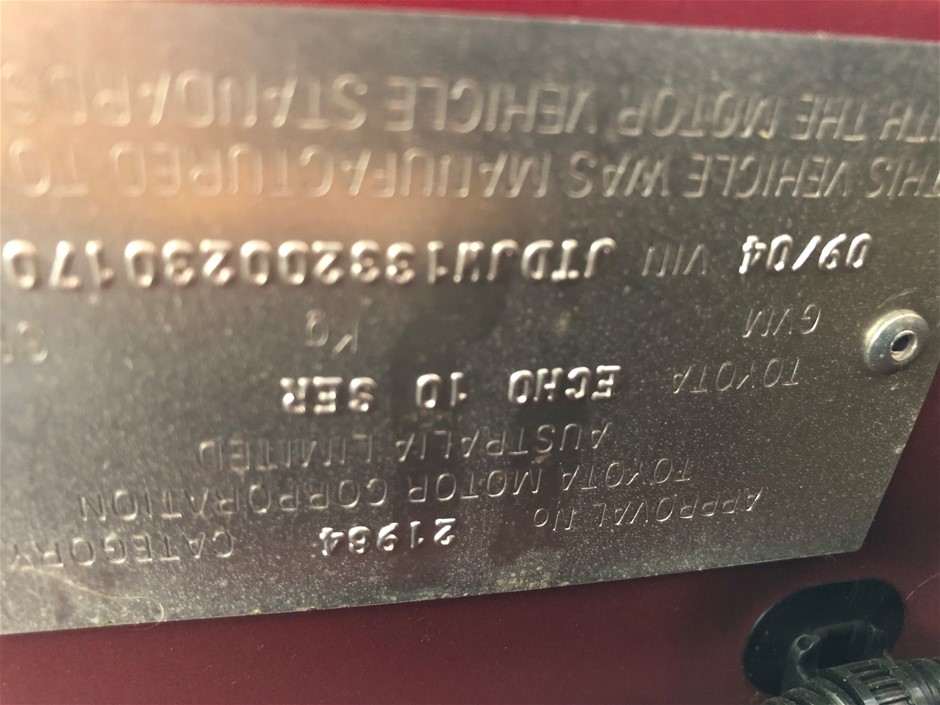 APPROVAL No 21984 CATEGORY
TOYOTA MOTOR CORPORATION
AUSTRALIA LIMITED
TOYOTA ECHO 10 SER
GVM Kg
09/04 VIN JTDJW133200230170
THIS VEHICLE WAS MANUFACTURED TO
THE MOTOR VEHICLE STANDARDS